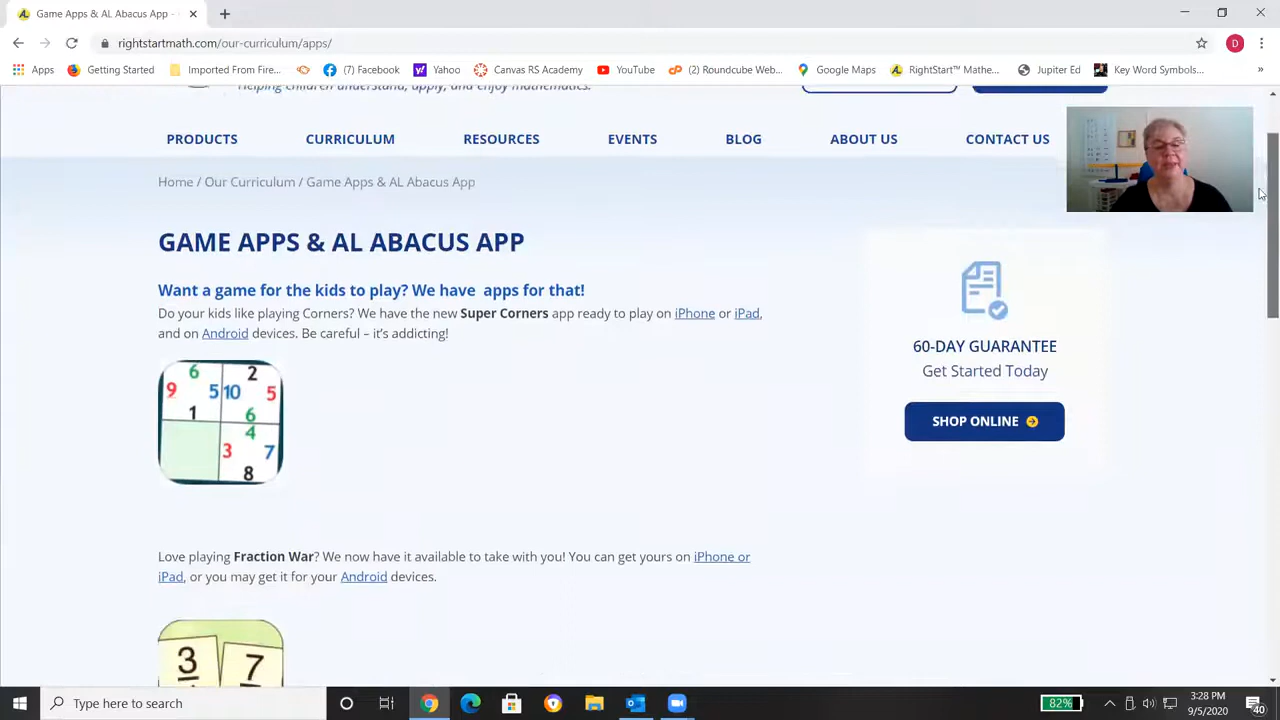 Game Apps & AL Abacus App -
rightstartmath.com/our-curriculum/apps/
D
Apps Getting Started Imported From Fire... (7) Facebook Yahoo Canvas RS Academy YouTube (2) Roundcube Web... Google Maps RightStart™ Mathe... Jupiter Ed Key Word Symbols...
Helping children understand, apply, and enjoy mathematics.
PRODUCTS CURRICULUM RESOURCES EVENTS BLOG ABOUT US CONTACT US
Home / Our Curriculum / Game Apps & AL Abacus App
GAME APPS & AL ABACUS APP
Want a game for the kids to play? We have apps for that!
Do your kids like playing Corners? We have the new Super Corners app ready to play on iPhone or iPad,
and on Android devices. Be careful – it's addicting!
6 2
9 5 10 5
1 6
4
3 7
8
60-DAY GUARANTEE
Get Started Today
SHOP ONLINE
Love playing Fraction War? We now have it available to take with you! You can get yours on iPhone or
iPad, or you may get it for your Android devices.
3 7
Type here to search
82%
3:28 PM
9/5/2020
40